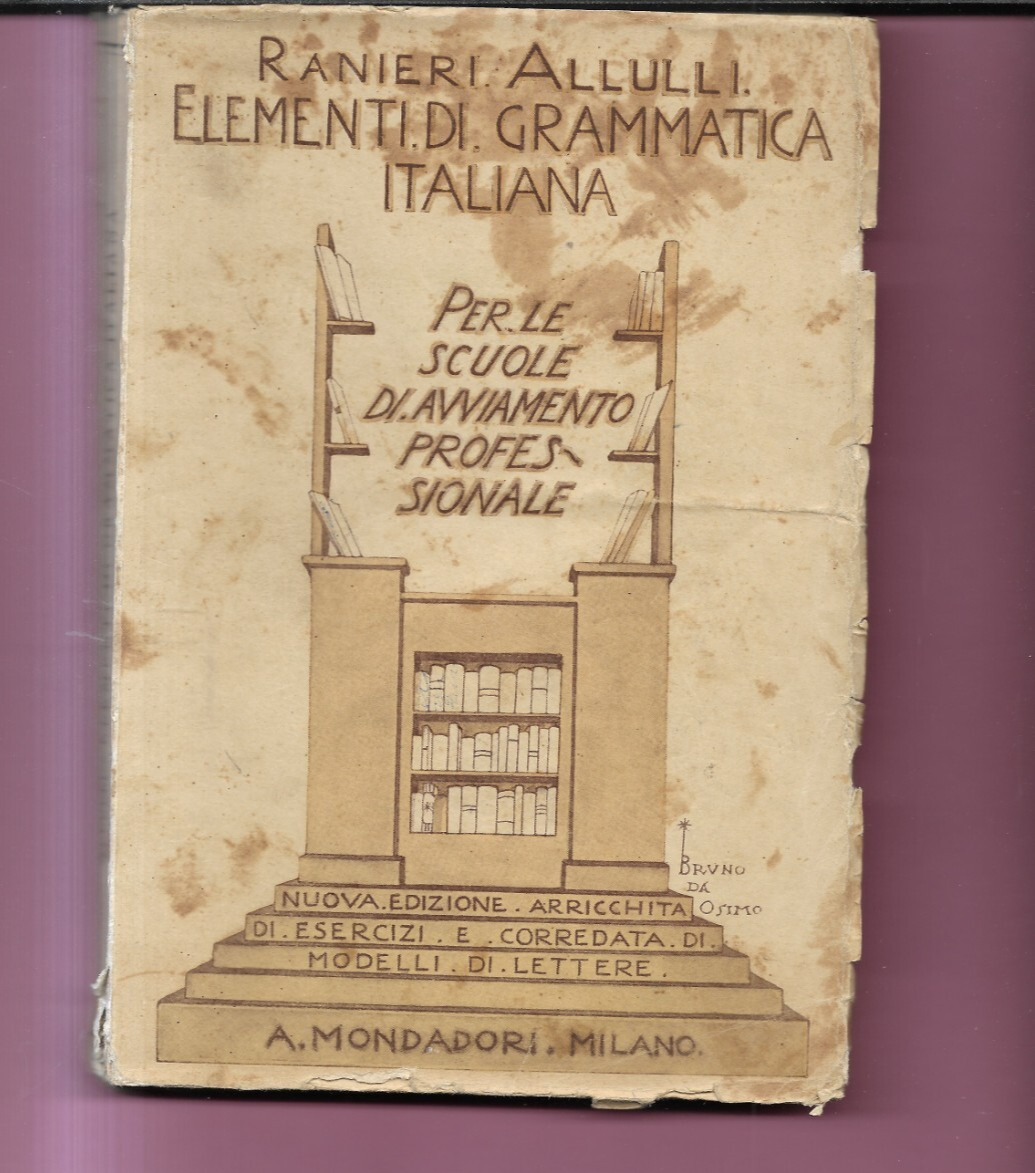 RANIERI. ALLULLI.
ELEMENTI.DI. GRAMMATICA
ITALIANA
PER.LE
SCUOLE
DI.AVVIAMENTO
PROFES-
SIONALE
BRVNO
DA
OSIMO
NUOVA.EDIZIONE.ARRICCHITA
DI.ESERCIZI.E.CORREDATA.DI.
MODELLI.DI.LETTERE.
A.MONDADORI.MILANO.